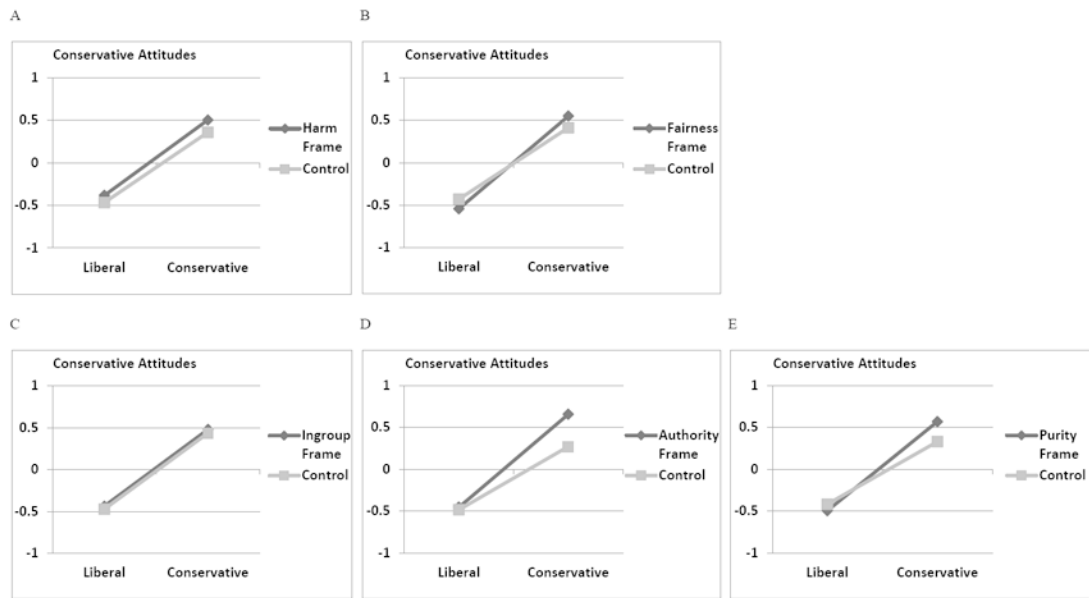 A
Conservative Attitudes
1
0.5
0
-0.5
-1
Liberal
Conservative
Harm
Frame
Control
B
Conservative Attitudes
1
0.5
0
-0.5
-1
Liberal
Conservative
Fairness
Frame
Control
C
Conservative Attitudes
1
0.5
0
-0.5
-1
Liberal
Conservative
Ingroup
Frame
Control
D
Conservative Attitudes
1
0.5
0
-0.5
-1
Liberal
Conservative
Authority
Frame
Control
E
Conservative Attitudes
1
0.5
0
-0.5
-1
Liberal
Conservative
Purity
Frame
Control